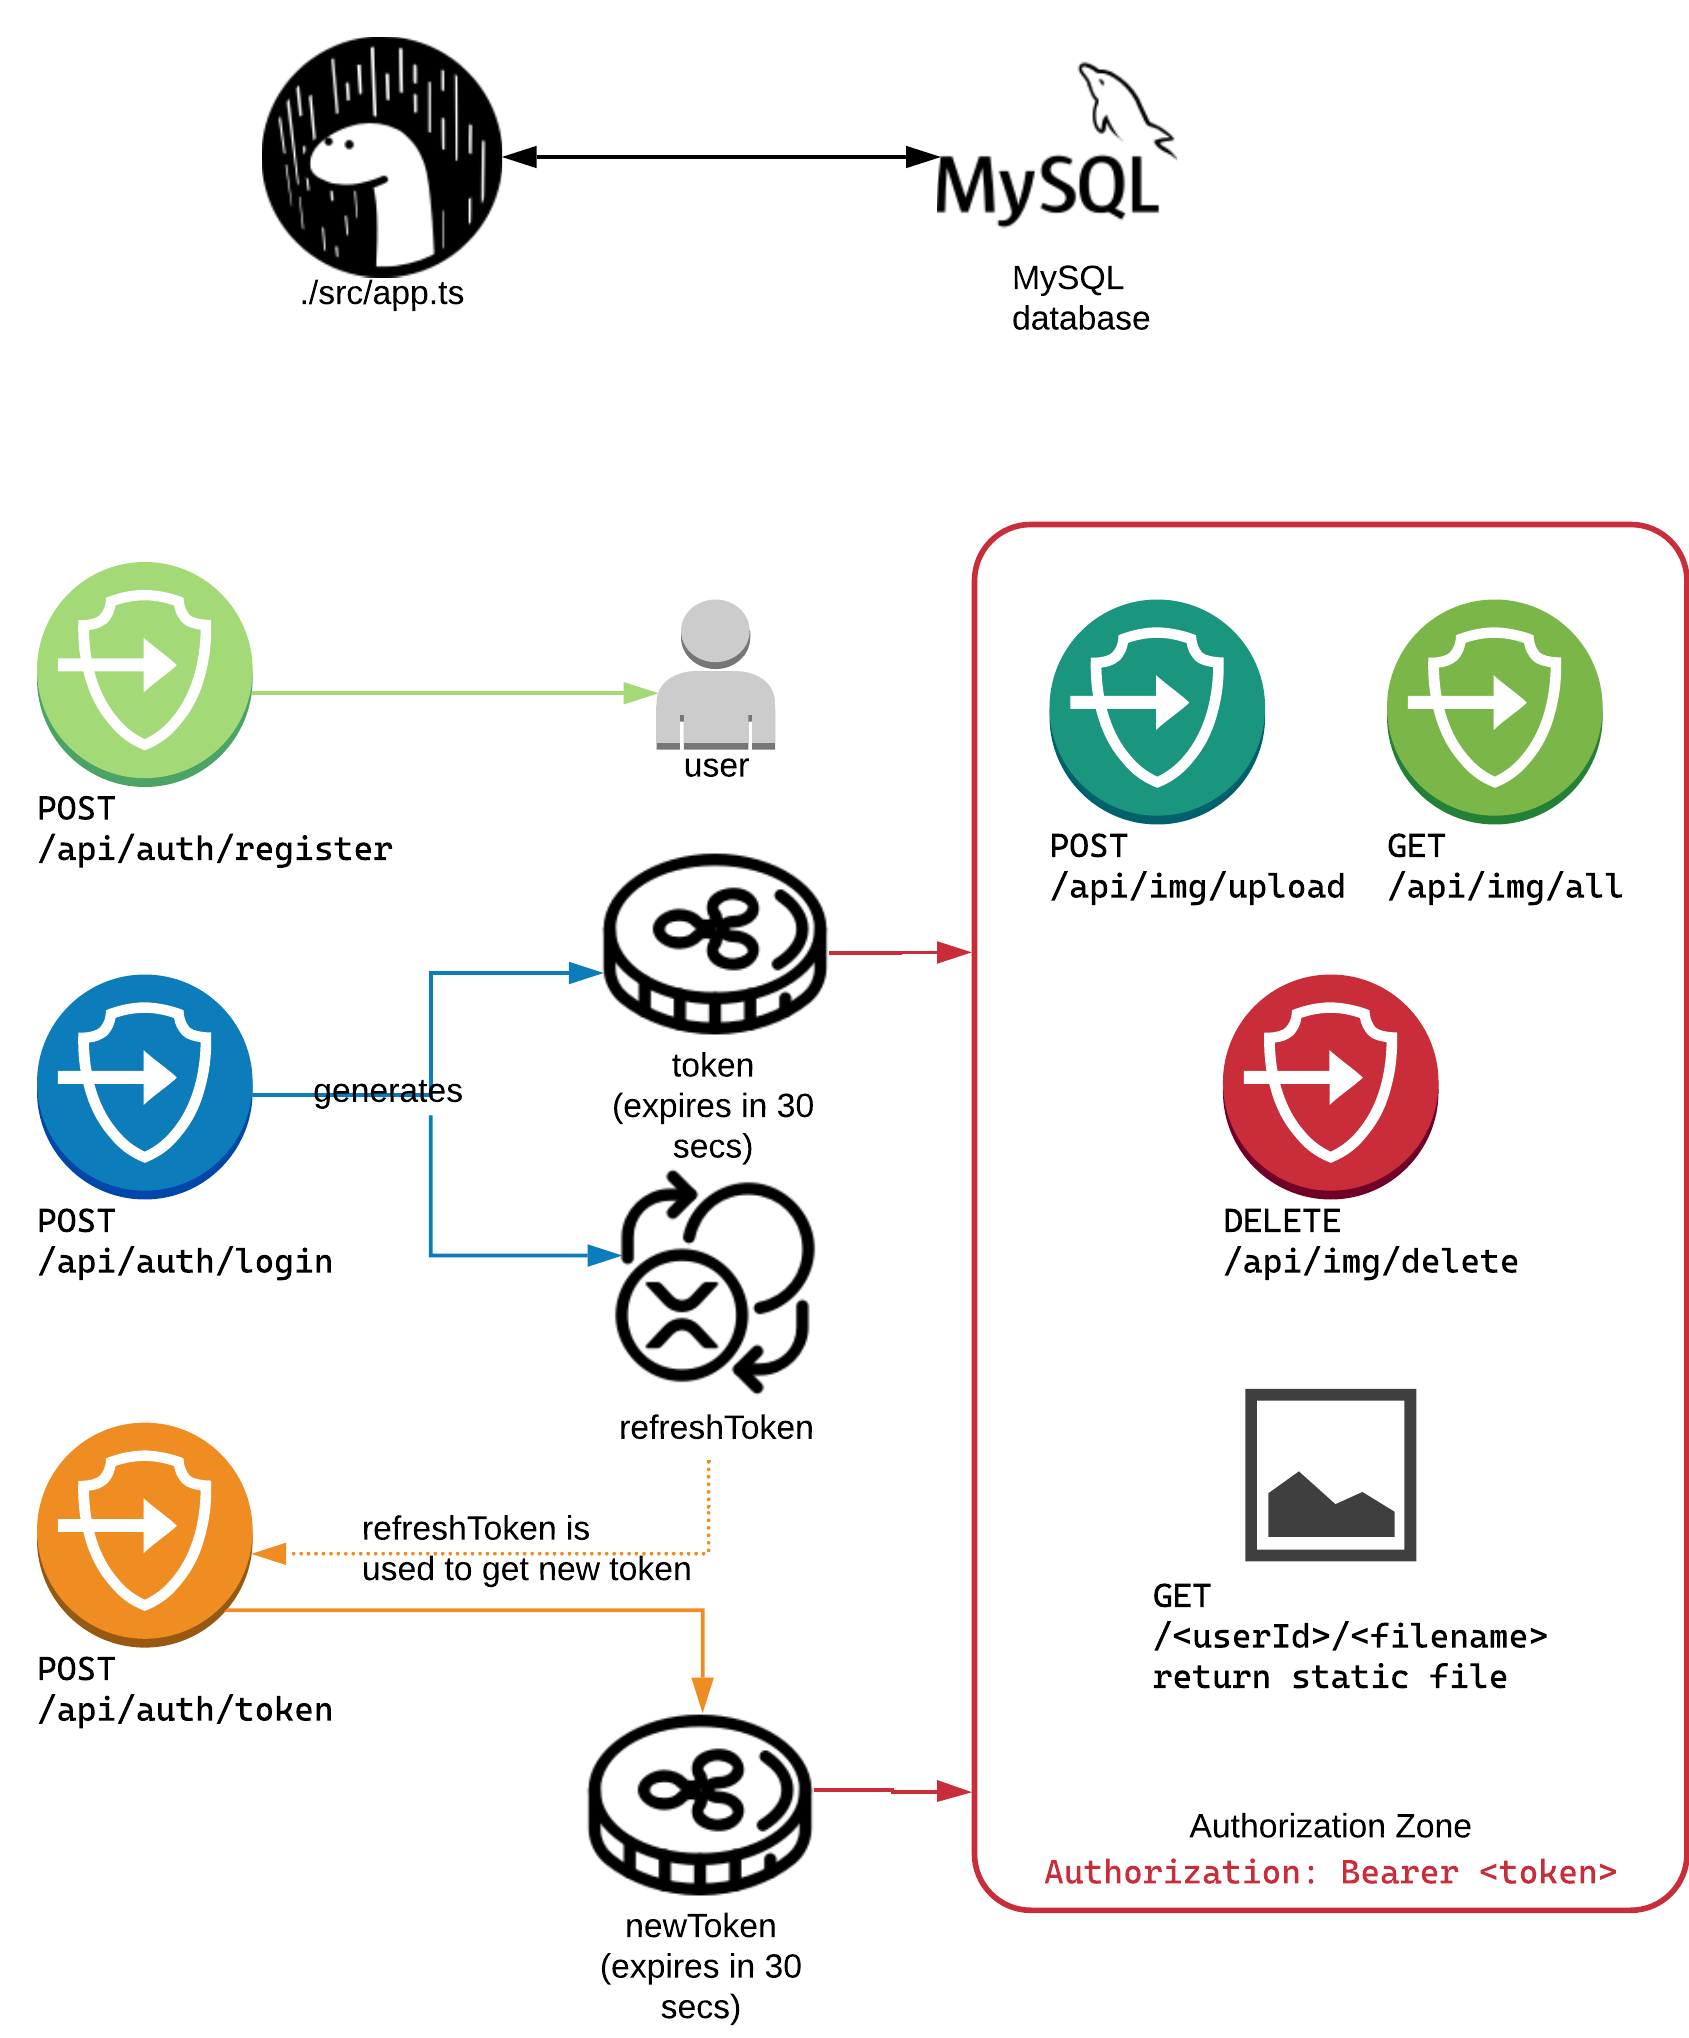 MySQL
./src/app.ts
MySQL
database
POST
/api/auth/register
user
POST
/api/img/upload
GET
/api/img/all
generates
token
(expires in 30
secs)
POST
/api/auth/login
DELETE
/api/img/delete
refreshToken
refreshToken is
used to get new token
POST
/api/auth/token
GET
/<userId>/<filename>
return static file
Authorization Zone
Authorization: Bearer <token>
newToken
(expires in 30
secs)